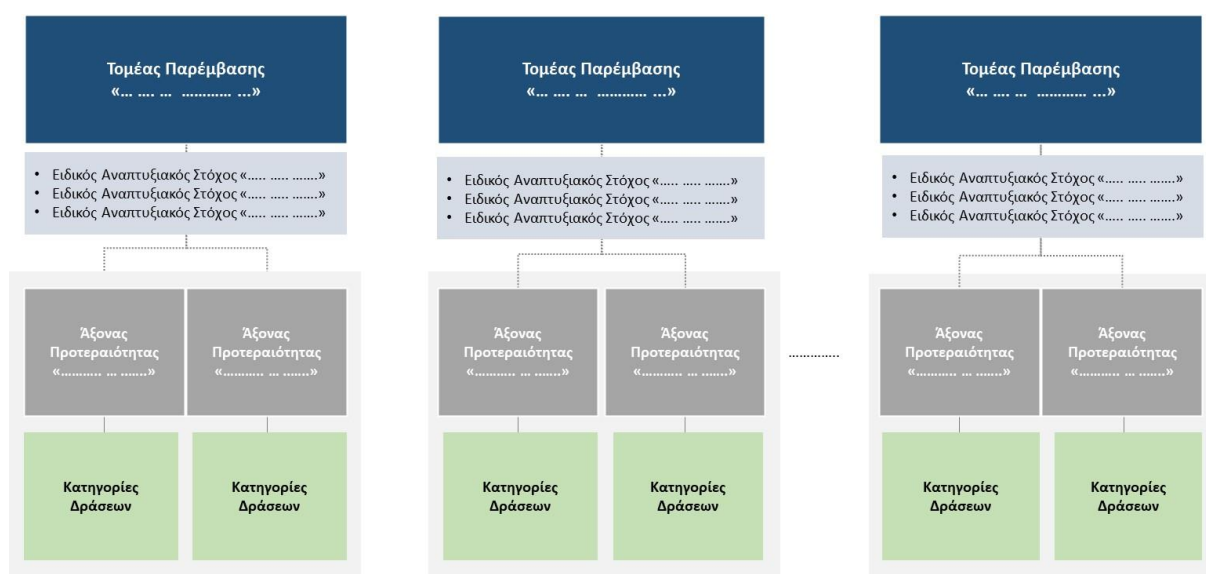 Τομέας Παρέμβασης
«... .... ... ............ ...»
• Ειδικός Αναπτυξιακός Στόχος «..... ..... .......»
• Ειδικός Αναπτυξιακός Στόχος «..... ..... .......»
• Ειδικός Αναπτυξιακός Στόχος «..... ..... .......»
Άξονας
Προτεραιότητας
«........... ... .......»
Άξονας
Προτεραιότητας
«........... ... .......»
Κατηγορίες
Δράσεων
Κατηγορίες
Δράσεων
Τομέας Παρέμβασης
«... .... ... ............ ...»
• Ειδικός Αναπτυξιακός Στόχος «..... ..... .......»
• Ειδικός Αναπτυξιακός Στόχος «..... ..... .......»
• Ειδικός Αναπτυξιακός Στόχος «..... ..... .......»
Άξονας
Προτεραιότητας
«........... ... .......»
Άξονας
Προτεραιότητας
«........... ... .......»
Κατηγορίες
Δράσεων
Κατηγορίες
Δράσεων
.............
Τομέας Παρέμβασης
«... .... ... ............ ...»
• Ειδικός Αναπτυξιακός Στόχος «..... ..... .......»
• Ειδικός Αναπτυξιακός Στόχος «..... ..... .......»
• Ειδικός Αναπτυξιακός Στόχος «..... ..... .......»
Άξονας
Προτεραιότητας
«........... ... .......»
Άξονας
Προτεραιότητας
«........... ... .......»
Κατηγορίες
Δράσεων
Κατηγορίες
Δράσεων